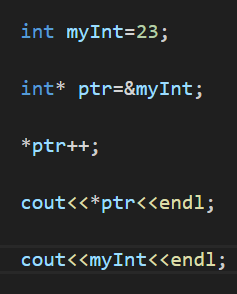 int myInt=23;
int* ptr=&myInt;
*ptr++;
cout<<*ptr<<endl;
cout<<myInt<<endl;